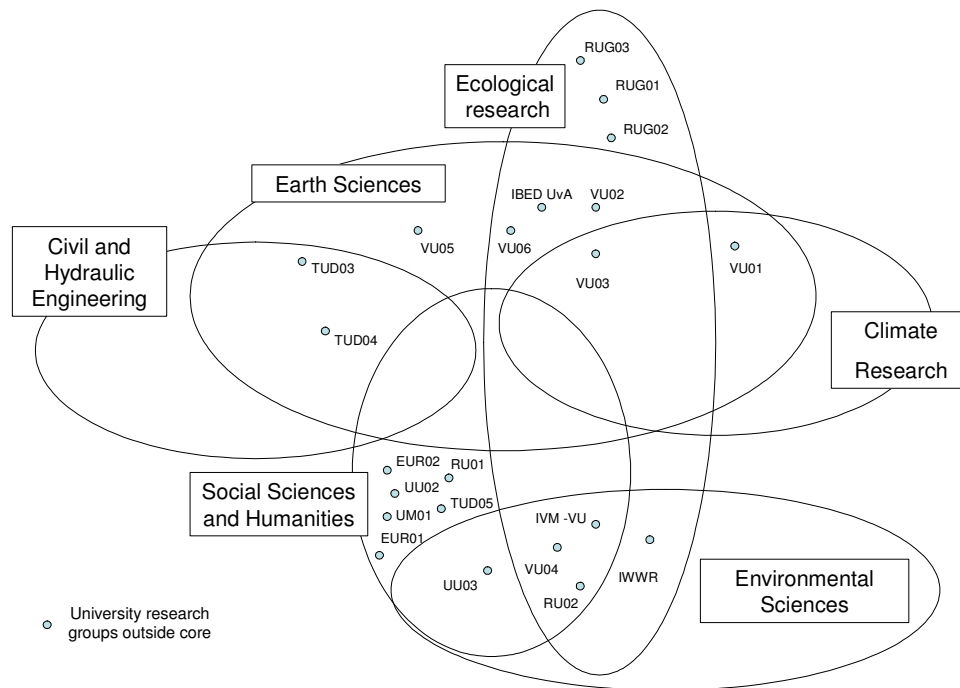 RUG03
Ecological
research
RUG01
RUG02
Earth Sciences
IBED UvA
VU02
Civil and
Hydraulic
Engineering
TUD03
VU05
VU06
VU03
VU01
TUD04
Climate
Research
EUR02
RU01
Social Sciences
and Humanities
UU02
TUD05
UM01
EUR01
IVM -VU
VU04
IWWR
UU03
RU02
Environmental
Sciences
University research
groups outside core